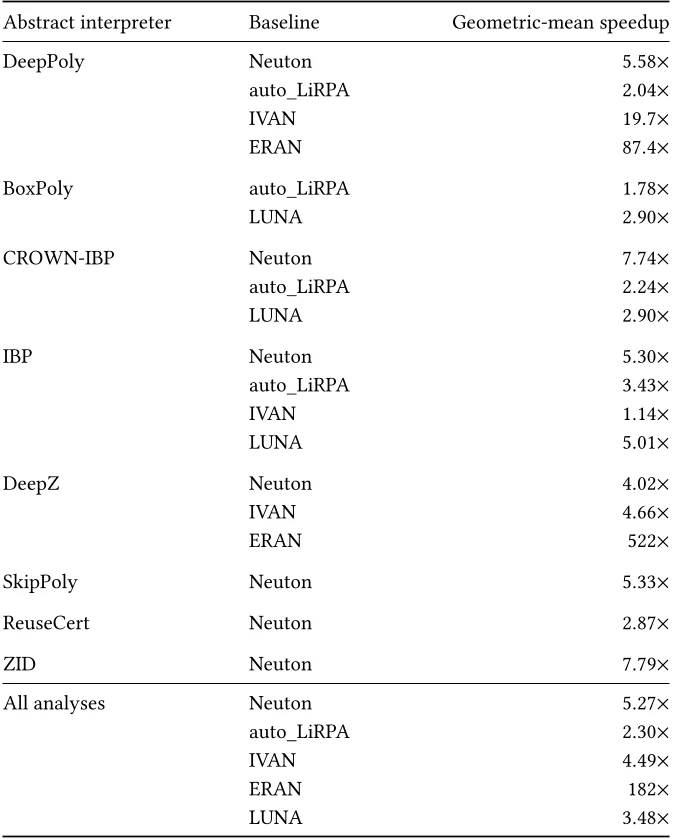 Abstract interpreter Baseline Geometric-mean speedup
DeepPoly Neuton 5.58×
auto_LiRPA 2.04×
IVAN 19.7×
ERAN 87.4×
BoxPoly auto_LiRPA 1.78×
LUNA 2.90×
CROWN-IBP Neuton 7.74×
auto_LiRPA 2.24×
LUNA 2.90×
IBP Neuton 5.30×
auto_LiRPA 3.43×
IVAN 1.14×
LUNA 5.01×
DeepZ Neuton 4.02×
IVAN 4.66×
ERAN 522×
SkipPoly Neuton 5.33×
ReuseCert Neuton 2.87×
ZID Neuton 7.79×
All analyses Neuton 5.27×
auto_LiRPA 2.30×
IVAN 4.49×
ERAN 182×
LUNA 3.48×